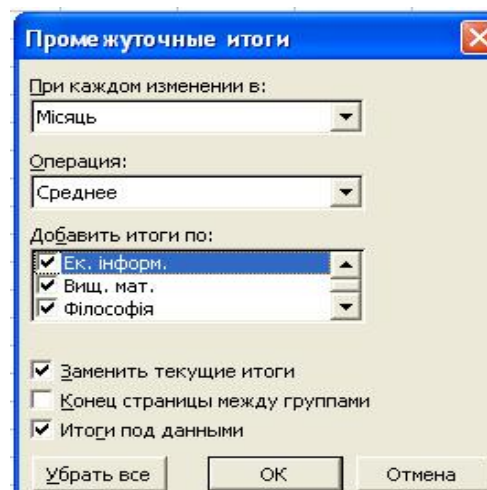 Промежуточные итоги
При каждом изменении в:
Місяць
Операция:
Среднее
Добавить итоги по:
Ек. інформ.
Вищ. мат.
Філософія
Заменить текущие итоги
Конец страницы между группами
Итоги под данными
Убрать все ОК Отмена